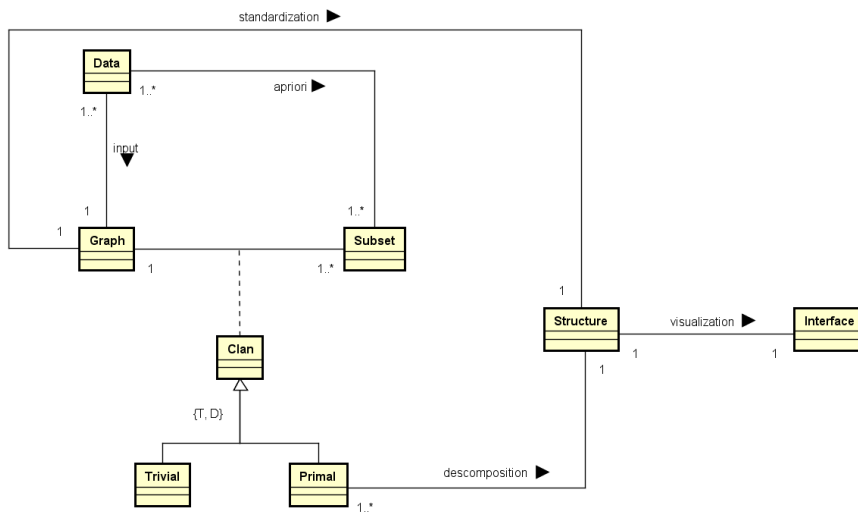 standardization
Data
1..*
apriori
1..*
input
1
1..*
1
Graph
1
1..*
Subset
1
Structure
visualization
Interface
1
1
1
Clan
{T, D}
Trivial
Primal
descomposition
1..*